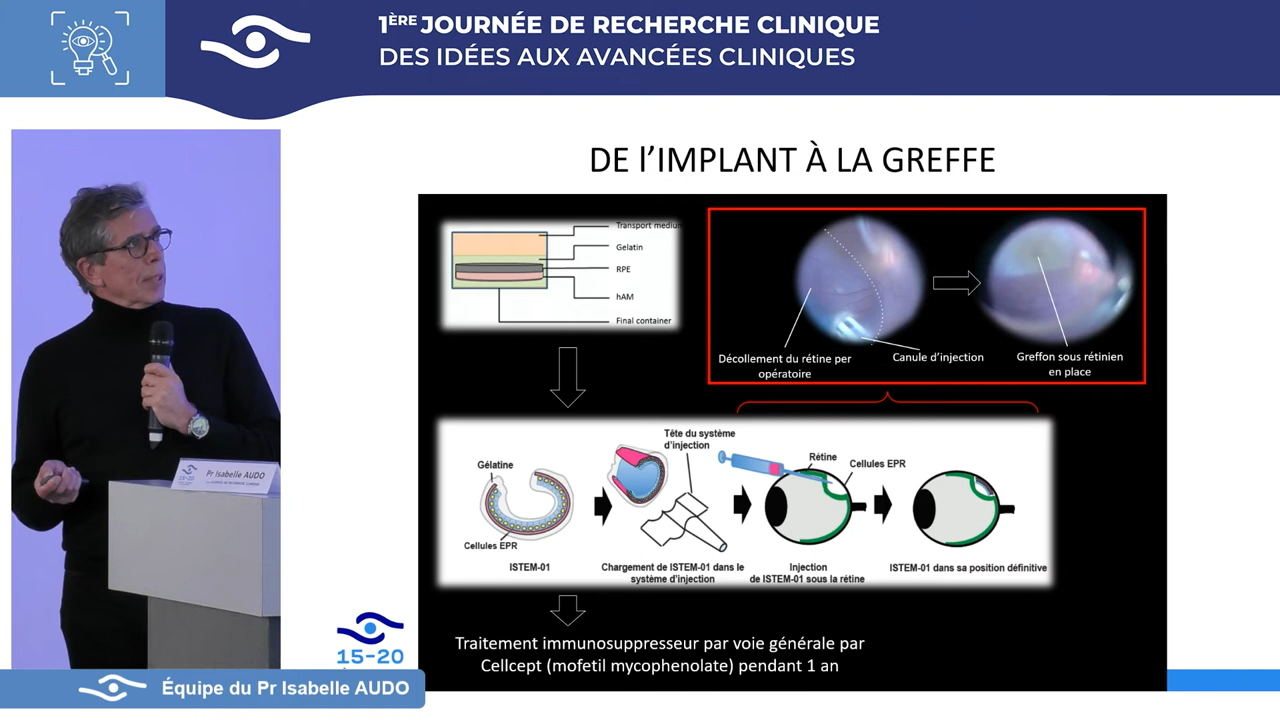 1ÈRE JOURNÉE DE RECHERCHE CLINIQUE
DES IDÉES AUX AVANCÉES CLINIQUES
DE l'IMPLANT À LA GREFFE
Transport medium
Gelatin
RPE
hAM
Final container
Décollement du rétine per
opératoire
Canule d'injection
Greffon sous rétinien
en place
Gélatine
Cellules EPR
ISTEM-01
Tête du système
d'injection
Chargement de ISTEM-01 dans le
système d'injection
Rétine
Cellules EPR
Injection
de ISTEM-01 sous la rétine
ISTEM-01 dans sa position définitive
Traitement immunosuppresseur par voie générale par
Cellcept (mofetil mycophenolate) pendant 1 an
Pr Isabelle AUDO
15-20
15-20
Équipe du Pr Isabelle AUDO